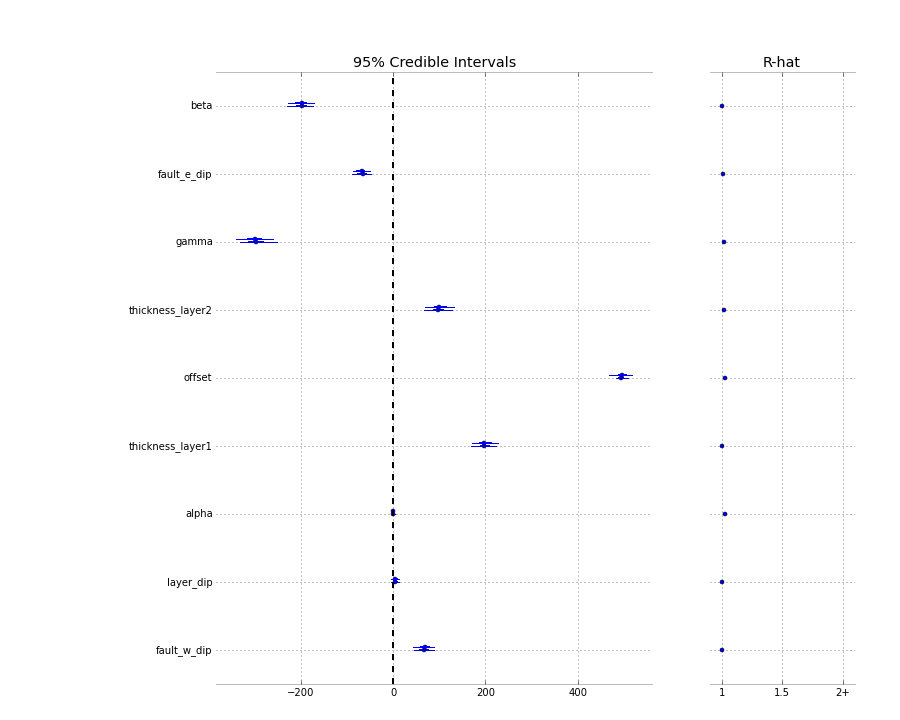 95% Credible Intervals
R-hat
beta
fault_e_dip
gamma
thickness_layer2
offset
thickness_layer1
alpha
layer_dip
fault_w_dip
−200 0 200 400
1 1.5 2+